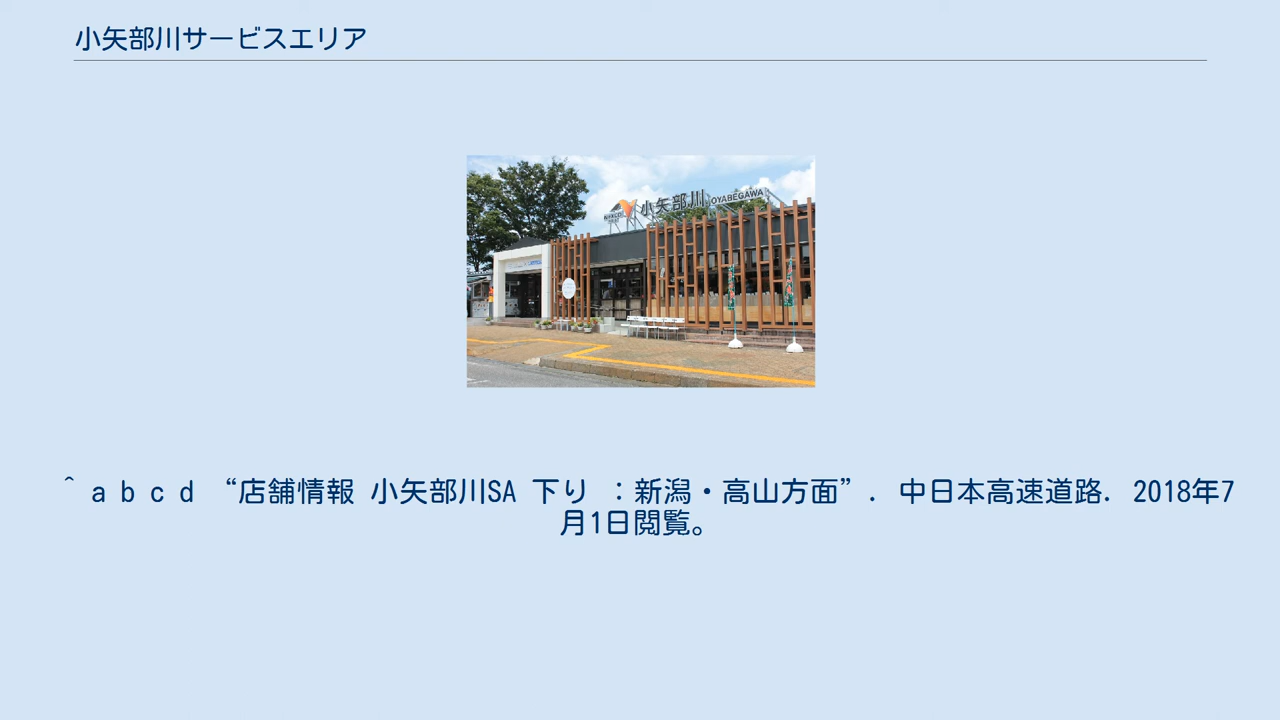 小矢部川サービスエリア
小矢部川 OYABEGAWA
^ a b c d “店舗情報 小矢部川SA 下り ：新潟・高山方面”. 中日本高速道路. 2018年7
月1日閲覧。